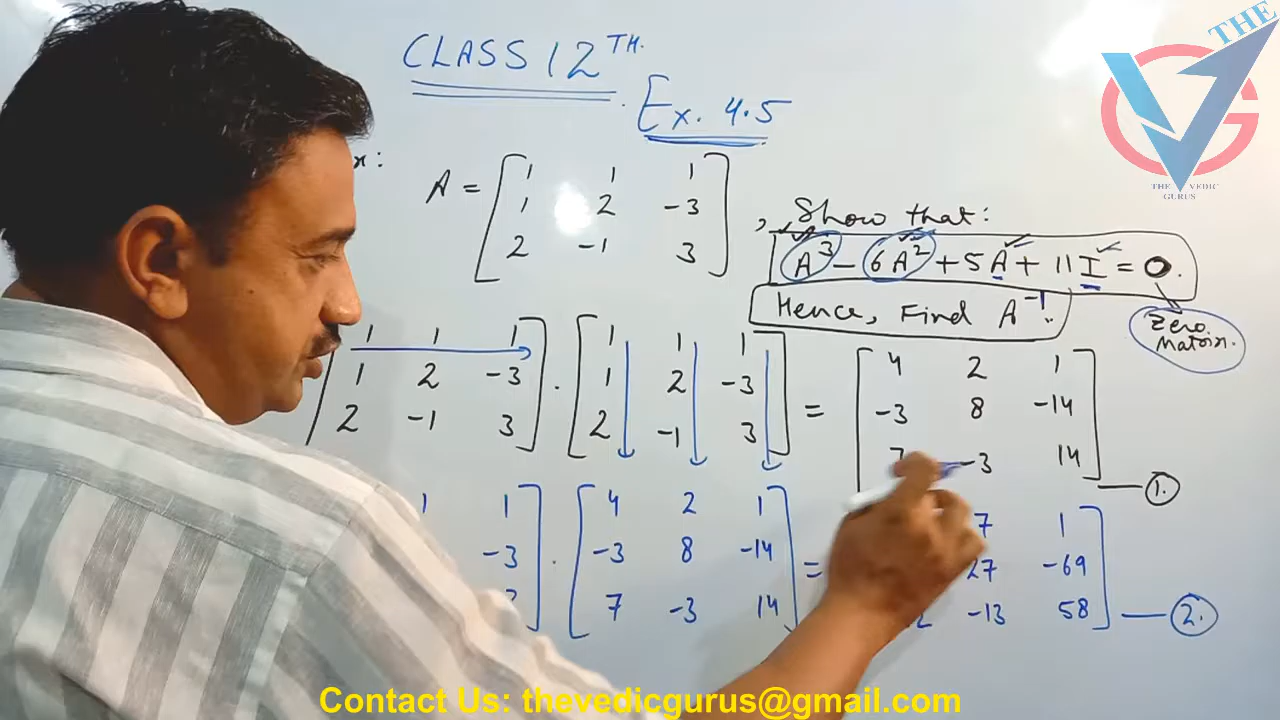 CLASS 12TH.
Ex. 4.5
A = [ 1 1 1
1 2 -3
2 -1 3 ] , Show that:
A³ - 6A² + 5A + 11 I = O.
Hence, Find A⁻¹.
Zero Matrix.
1 1 1
1 2 -3
2 -1 3 ] . [ 1 1 1
1 2 -3
2 -1 3 ] = [ 4 2 1
-3 8 -14
7 -3 14 ] — 1.
1 1
-3
] . [ 4 2 1
-3 8 -14
7 -3 14 ] = 7 1
27 -69
-13 58 ] — 2.
THE
V G
THE VEDIC
GURUS
Contact Us: thevedicgurus@gmail.com